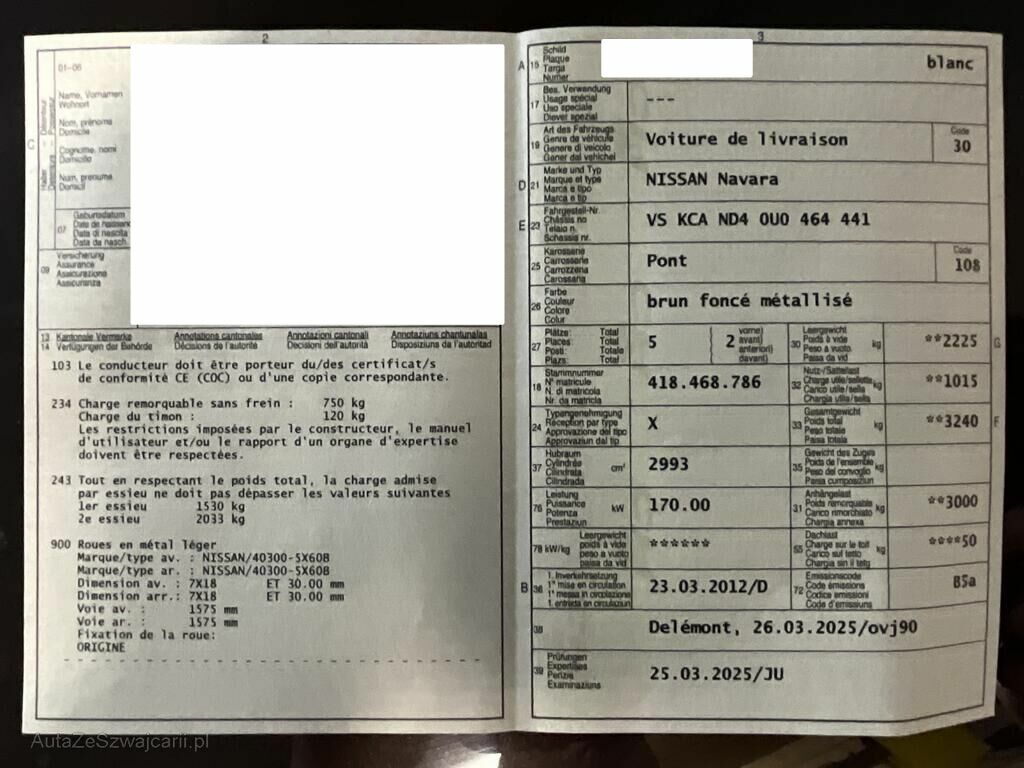 2
01-06
Name, Vornamen
Wohnort
Nom, prénoms
Domicile
Cognome, nomi
Domicilio
Num, prenums
Domicil
C
07 Geburtsdatum
Data di nascita
Data da nasch.
09 Versicherung
Assurance
Assicurazione
Assicuranza
13 Kantonale Vermerke Annotations cantonales Annotazioni cantonali Annotaziuns chantunalas
14 Verfügungen der Behörde Décisions de l'autorité Decisioni dell'autorità Disposiziuns da l'autoritad
103 Le conducteur doit être porteur du/des certificat/s
de conformité CE (COC) ou d'une copie correspondante.
234 Charge remorquable sans frein : 750 kg
Charge du timon : 120 kg
Les restrictions imposées par le constructeur, le manuel
d'utilisateur et/ou le rapport d'un organe d'expertise
doivent être respectées.
243 Tout en respectant le poids total, la charge admise
par essieu ne doit pas dépasser les valeurs suivantes
1er essieu 1530 kg
2e essieu 2033 kg
900 Roues en métal léger
Marque/type av. : NISSAN/40300-5X60B
Marque/type ar. : NISSAN/40300-5X60B
Dimension av. : 7X18 ET 30.00 mm
Dimension arr.: 7X18 ET 30.00 mm
Voie av. : 1575 mm
Voie ar. : 1575 mm
Fixation de la roue:
ORIGINE
3
A 15 Schild
Plaque
Targa
Numer
blanc
17 Bes. Verwendung
Usage spécial
Uso speciale
Diever spezial
---
19 Art des Fahrzeugs
Genre de véhicule
Genere di veicolo
Gener dal vehichel
Voiture de livraison
Code
30
D 21 Marke und Typ
Marque et type
Marca e tipo
Marca e tip
NISSAN Navara
E 23 Fahrgestell-Nr.
Châssis no
Telaio n.
Schassis nr.
VS KCA ND4 0U0 464 441
25 Karosserie
Carrosserie
Carrozzeria
Carossaria
Pont
Code
108
26 Farbe
Couleur
Colore
Colur
brun foncé métallisé
27 Plätze: Total
Places: Total
Posti: Totale
Plazs: Total
5 ( 2 vorne)
avant)
anteriori)
davant)
30 Leergewicht
Poids à vide
Peso a vuoto
Paisa da vid
kg
**2225
G
18 Stammnummer
N° matricule
N. di matricola
Nr. da matricla
418.468.786
32 Nutz-/Sattellast
Charge utile/sellette
Carico utile/sella
Chargia utila/sella
kg
**1015
24 Typengenehmigung
Réception par type
Approvazione del tipo
Approvaziun dal tip
X
33 Gesamtgewicht
Poids total
Peso totale
Paisa totala
kg
**3240
F
37 Hubraum
Cylindrée
Cilindrata
Cilindrada
cm³
2993
35 Gewicht des Zuges
Poids de l'ensemble
Peso del convoglio
Paisa cumposiziun
kg
76 Leistung
Puissance
Potenza
Prestaziun
kW
170.00
31 Anhängelast
Poids remorquable
Carico rimorchiato
Chargia annexa
kg
**3000
78 kW/kg Leergewicht
poids à vide
peso a vuoto
paisa da vid
******
55 Dachlast
Charge sur le toit
Carico sul tetto
Chargia sin il tetg
kg
****50
B 36 1. Inverkehrsetzung
1re mise en circulation
1a messa in circolazione
1. entrada en circulaziun
23.03.2012/D
72 Emissionscode
Code émissions
Codice emissioni
Code d'emissiuns
B5a
38 Delémont, 26.03.2025/ovj90
39 Prüfungen
Expertises
Perizia
Examinaziuns
25.03.2025/JU
AutaZeSzwajcarii.pl